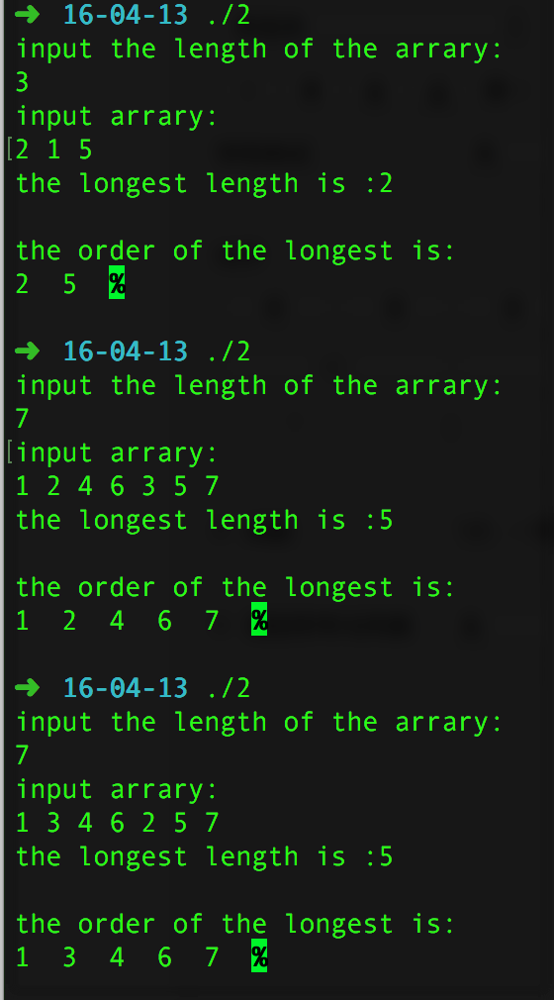 ➜  16-04-13 ./2
input the length of the arrary:
3
input arrary:
[2 1 5
the longest length is :2
the order of the longest is:
2  5  %
➜  16-04-13 ./2
input the length of the arrary:
7
[input arrary:
1 2 4 6 3 5 7
the longest length is :5
the order of the longest is:
1  2  4  6  7  %
➜  16-04-13 ./2
input the length of the arrary:
7
input arrary:
1 3 4 6 2 5 7
the longest length is :5
the order of the longest is:
1  3  4  6  7  %